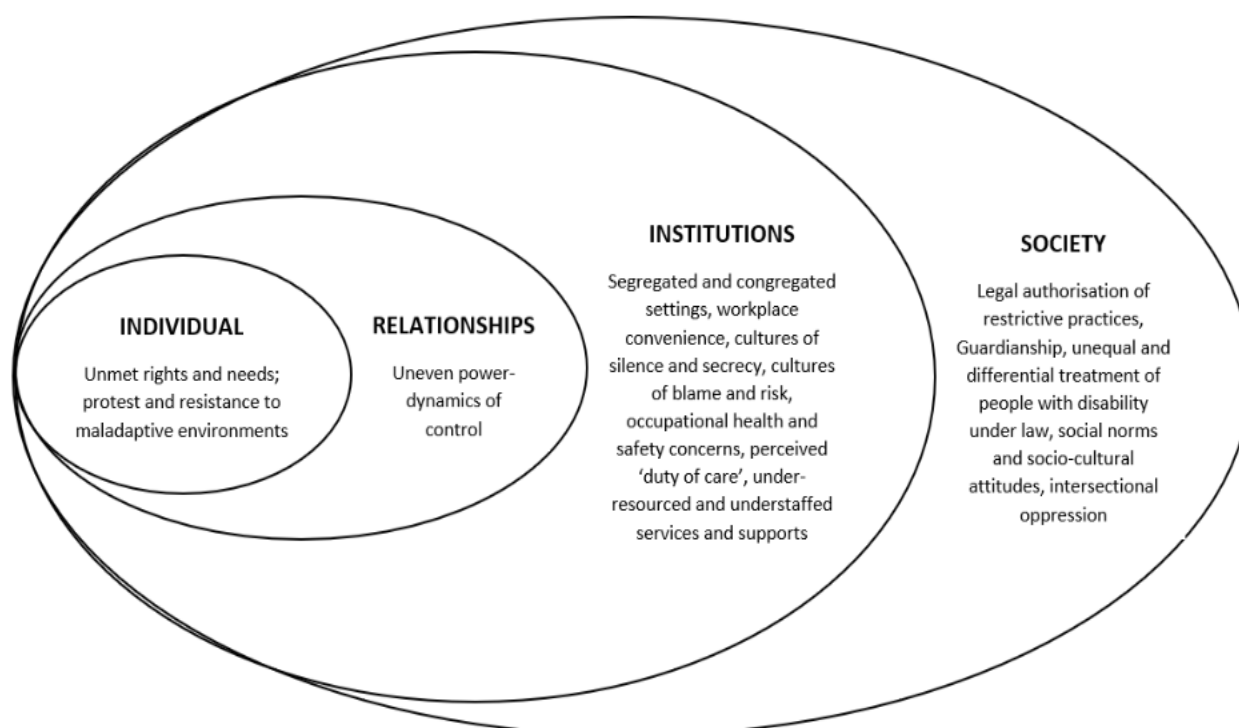 INDIVIDUAL
Unmet rights and needs;
protest and resistance to
maladaptive environments
RELATIONSHIPS
Uneven power-
dynamics of
control
INSTITUTIONS
Segregated and congregated
settings, workplace
convenience, cultures of
silence and secrecy, cultures
of blame and risk,
occupational health and
safety concerns, perceived
‘duty of care’, under-
resourced and understaffed
services and supports
SOCIETY
Legal authorisation of
restrictive practices,
Guardianship, unequal and
differential treatment of
people with disability
under law, social norms
and socio-cultural
attitudes, intersectional
oppression